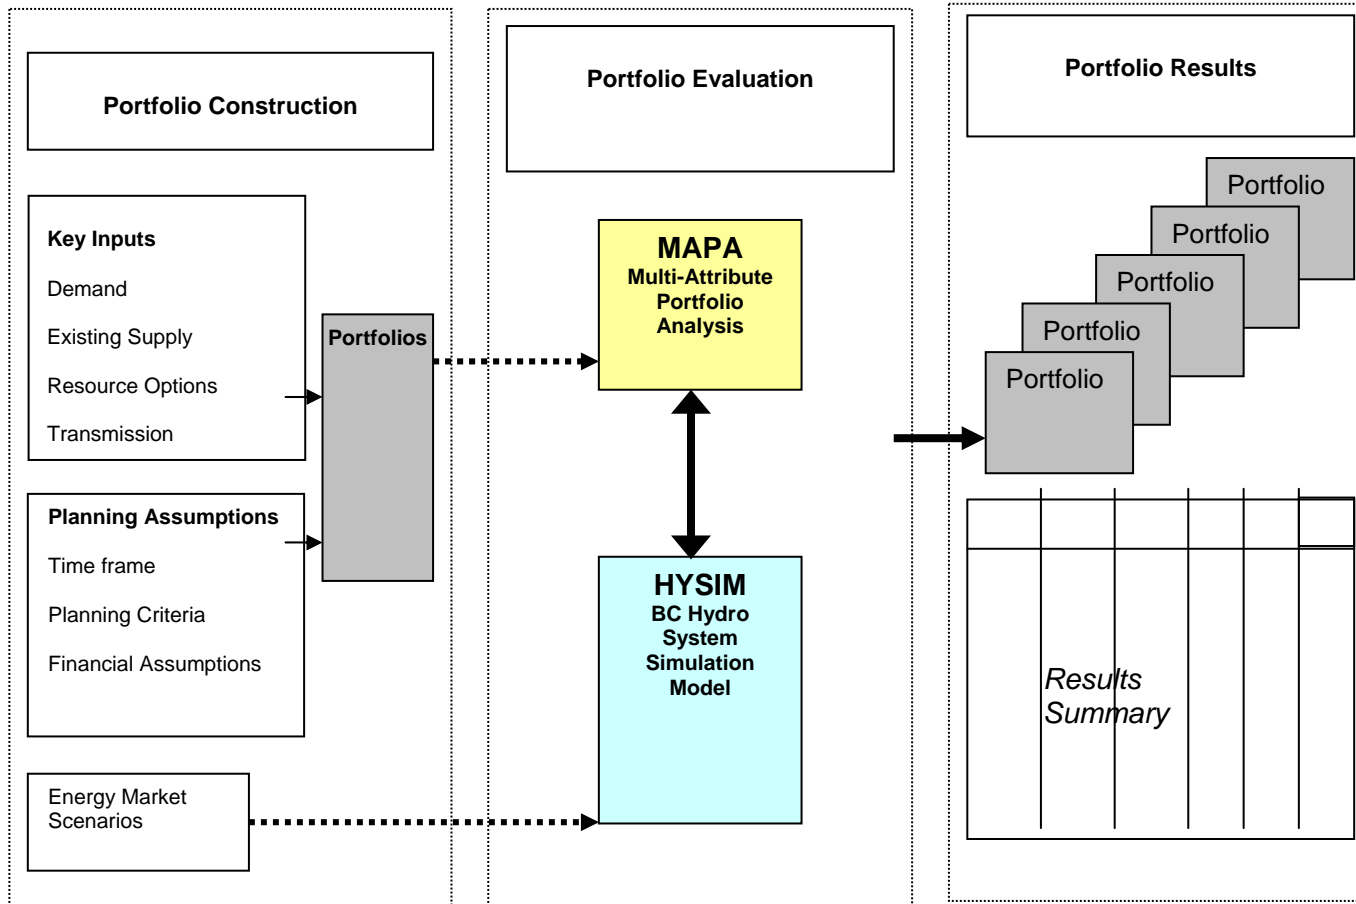 Portfolio Construction
Key Inputs
Demand
Existing Supply
Resource Options
Transmission
Portfolios
Planning Assumptions
Time frame
Planning Criteria
Financial Assumptions
Energy Market
Scenarios
Portfolio Evaluation
MAPA
Multi-Attribute
Portfolio
Analysis
HYSIM
BC Hydro
System
Simulation
Model
Portfolio Results
Portfolio
Portfolio
Portfolio
Portfolio
Portfolio
Results
Summary